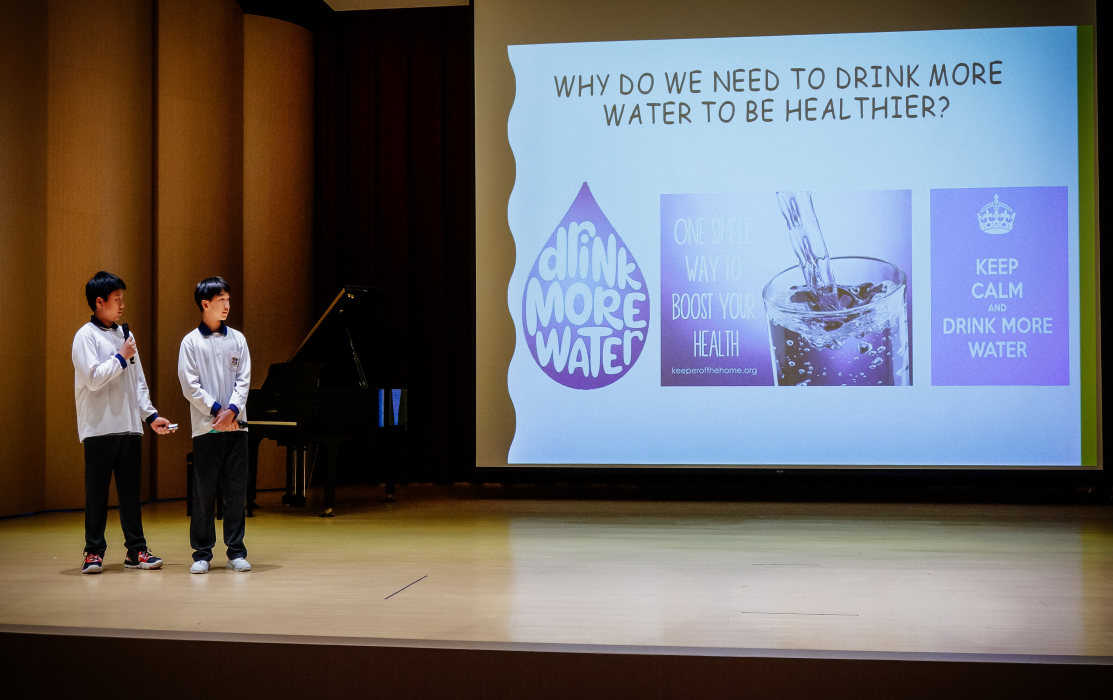 WHY DO WE NEED TO DRINK MORE
WATER TO BE HEALTHIER?
drink
MORE
WATer
ONE SIMPLE
WAY TO
BOOST YOUR
HEALTH
keeperofthehome.org
KEEP
CALM
AND
DRINK MORE
WATER